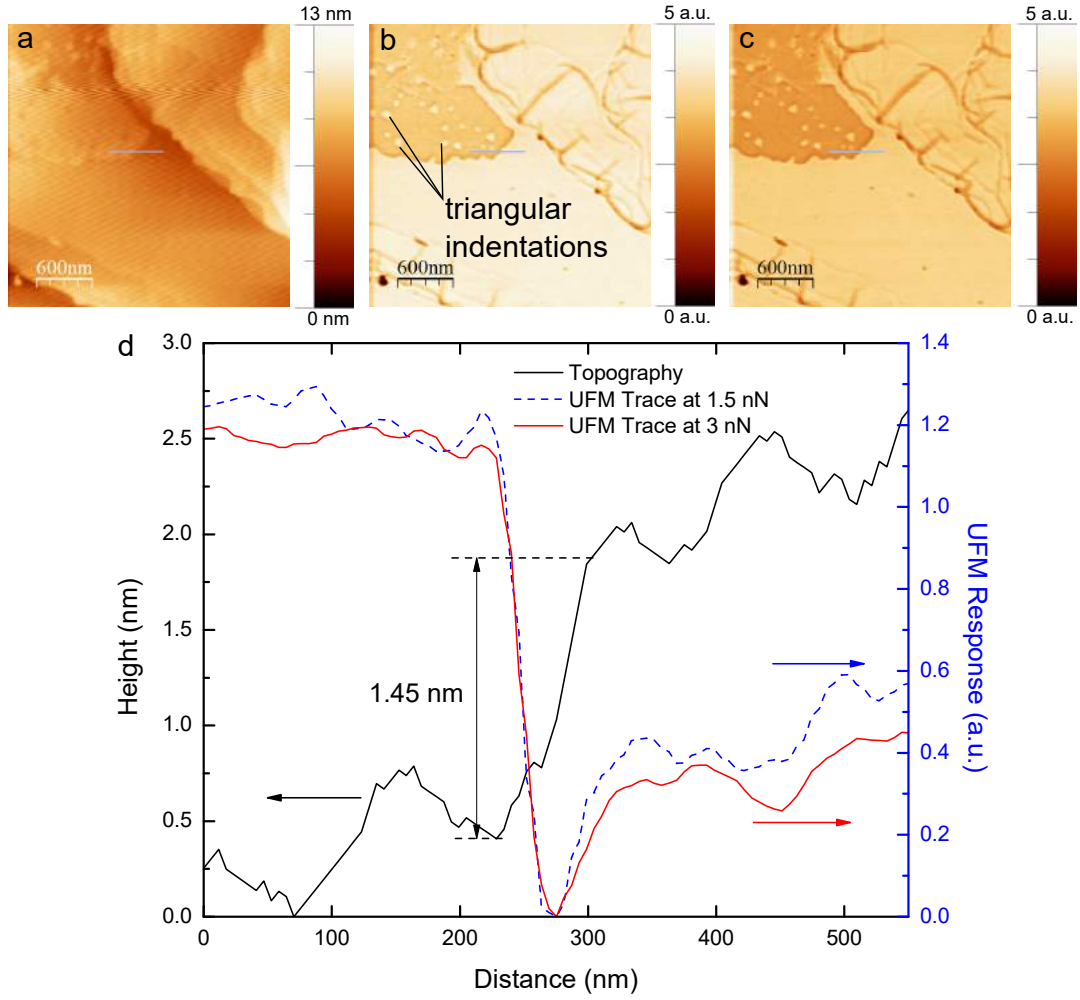 a
13 nm
0 nm
600nm
b
5 a.u.
0 a.u.
triangular
indentations
600nm
c
5 a.u.
0 a.u.
600nm
d
Topography
UFM Trace at 1.5 nN
UFM Trace at 3 nN
1.45 nm
Height (nm)
3.0
2.5
2.0
1.5
1.0
0.5
0.0
UFM Response (a.u.)
1.4
1.2
1.0
0.8
0.6
0.4
0.2
0.0
0 100 200 300 400 500
Distance (nm)